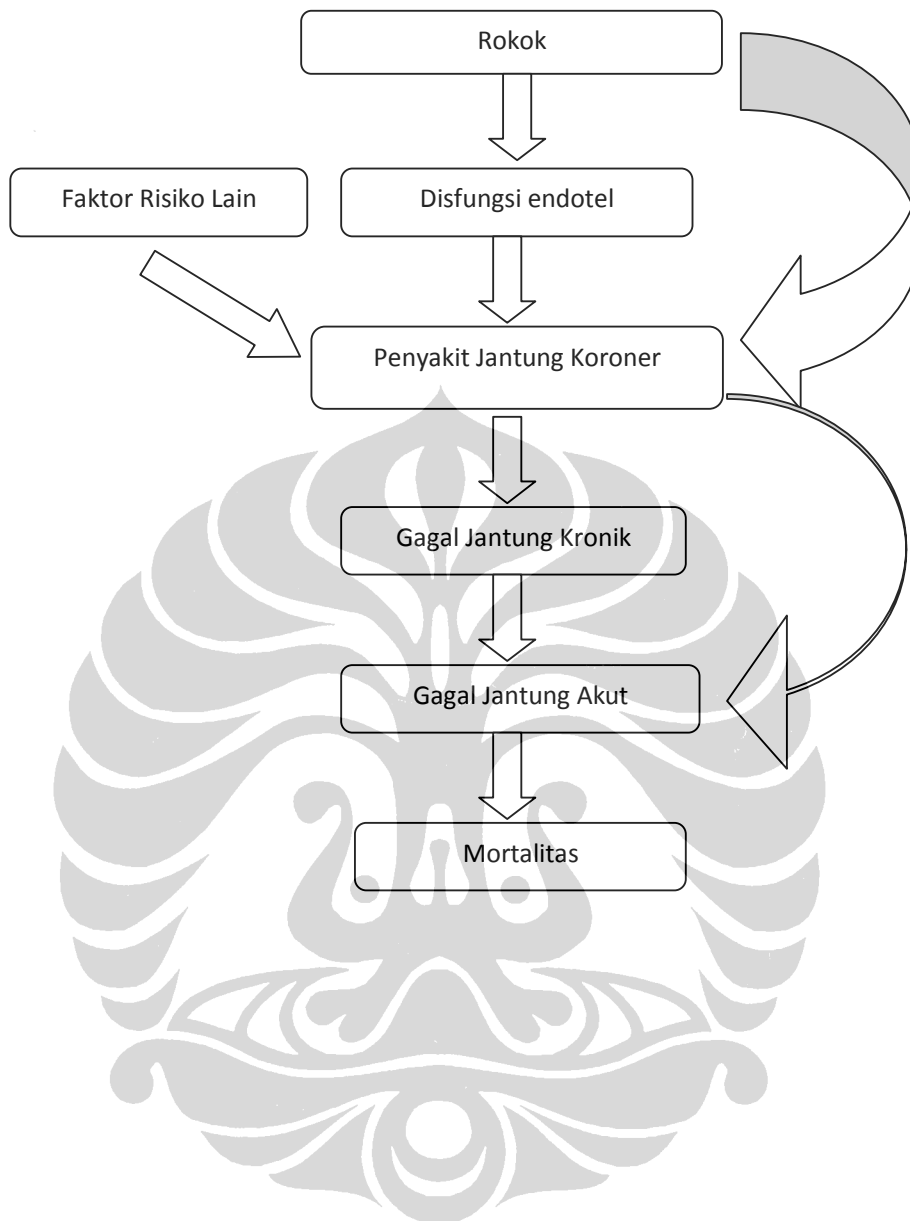 Rokok
Faktor Risiko Lain
Disfungsi endotel
Penyakit Jantung Koroner
Gagal Jantung Kronik
Gagal Jantung Akut
Mortalitas